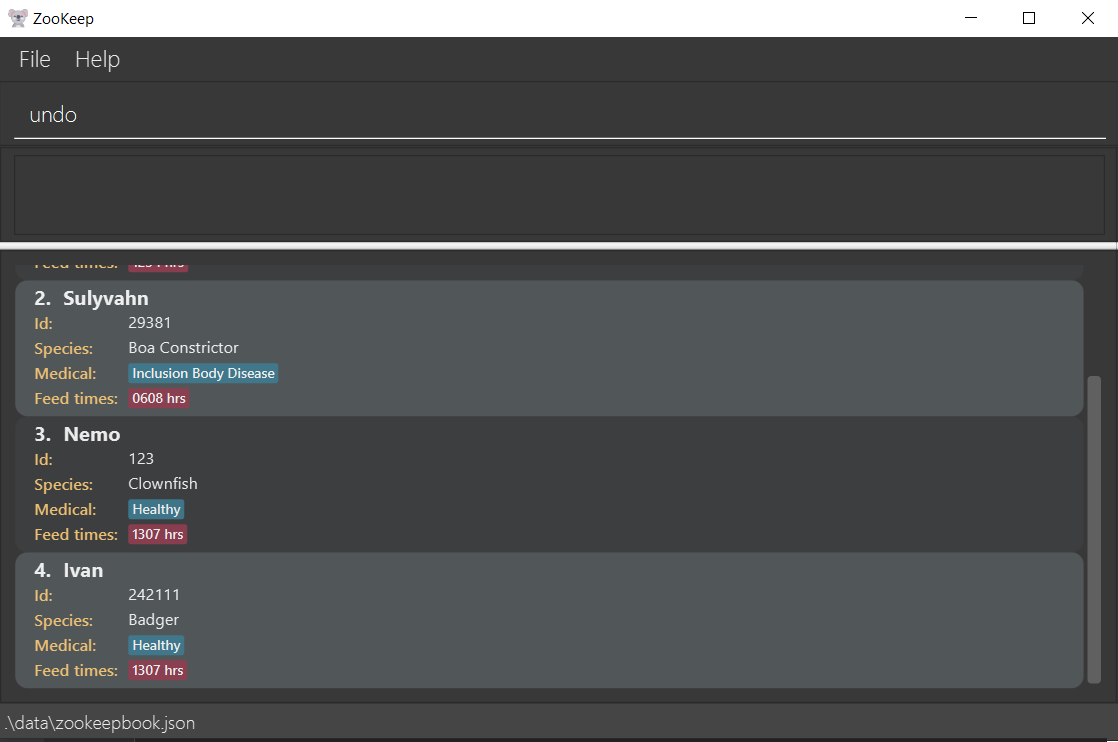 ZooKeep
File Help
undo
Feed times:
2. Sulyvahn
Id: 29381
Species: Boa Constrictor
Medical: Inclusion Body Disease
Feed times: 0608 hrs
3. Nemo
Id: 123
Species: Clownfish
Medical: Healthy
Feed times: 1307 hrs
4. Ivan
Id: 242111
Species: Badger
Medical: Healthy
Feed times: 1307 hrs
.\data\zookeepbook.json